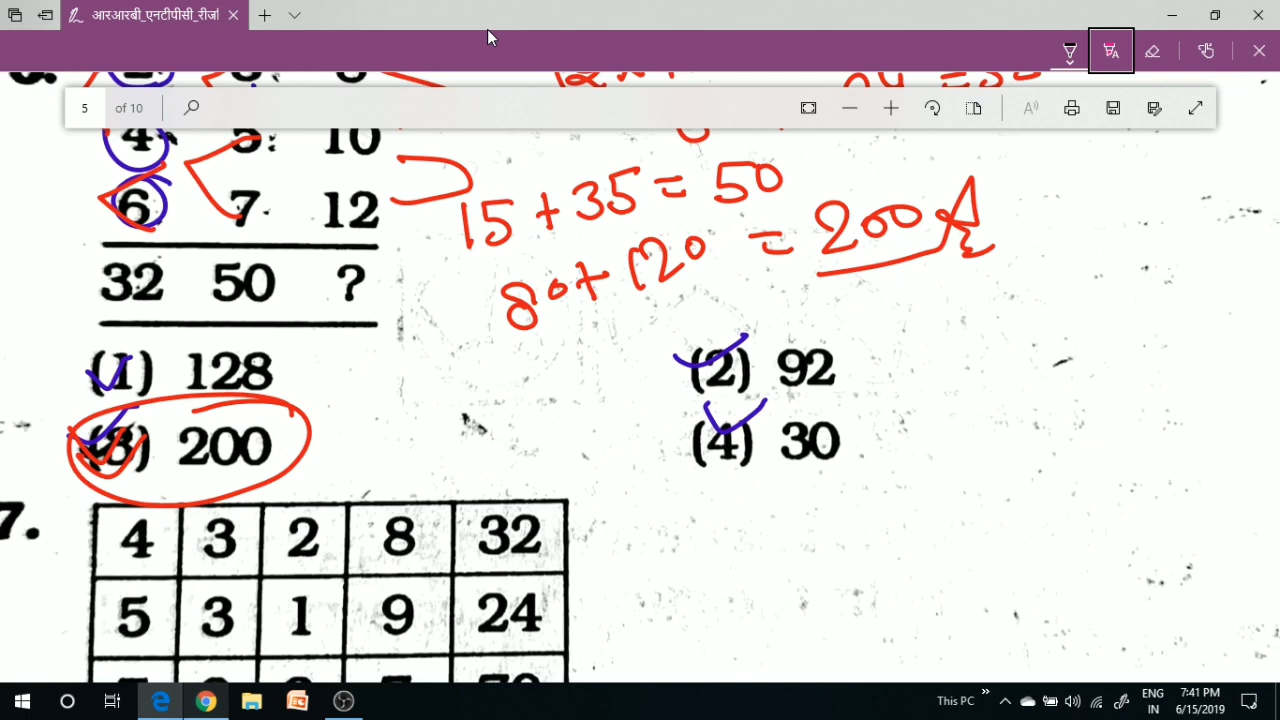 आरआरबी_एनटीपीसी_रीजनिं
5 of 10
4 5 10
6 7 12
15 + 35 = 50
80 + 120 = 200 A
32 50 ?
(1) 128
(2) 92
(3) 200
(4) 30
7.
4 3 2 8 32
5 3 1 9 24
This PC
ENG
IN
7:41 PM
6/15/2019